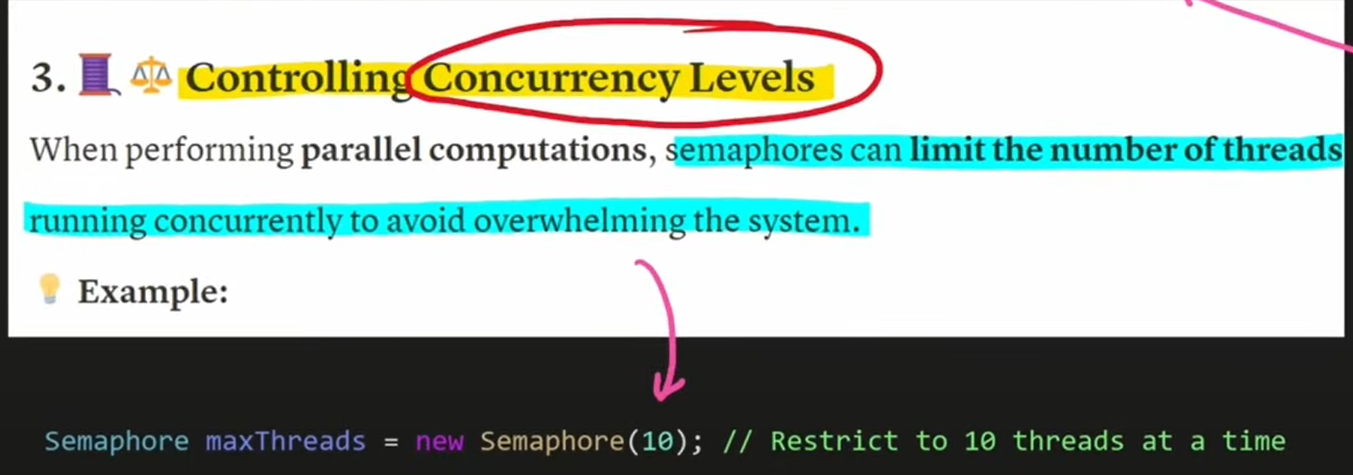 3. 🧵 ⚖️ Controlling Concurrency Levels
When performing parallel computations, semaphores can limit the number of threads
running concurrently to avoid overwhelming the system.
💡 Example:
Semaphore maxThreads = new Semaphore(10); // Restrict to 10 threads at a time